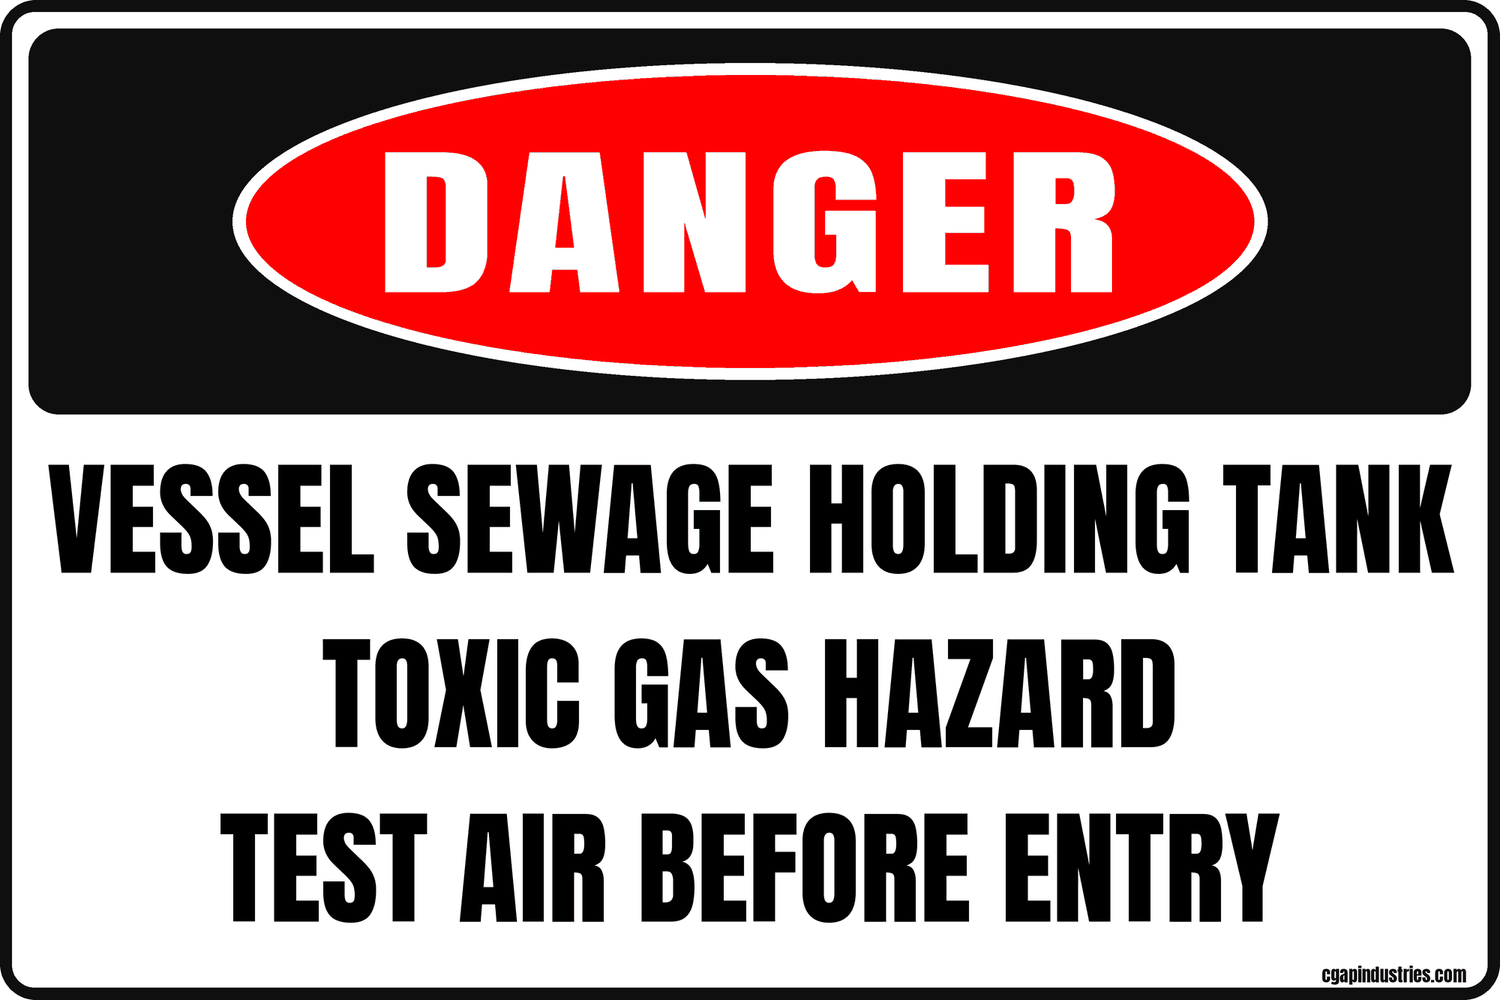 DANGER
VESSEL SEWAGE HOLDING TANK
TOXIC GAS HAZARD
TEST AIR BEFORE ENTRY
cgapindustries.com